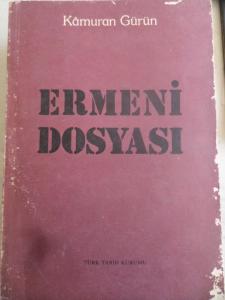 Kâmuran Gürün
ERMENİ
DOSYASI
TÜRK TARİH KURUMU